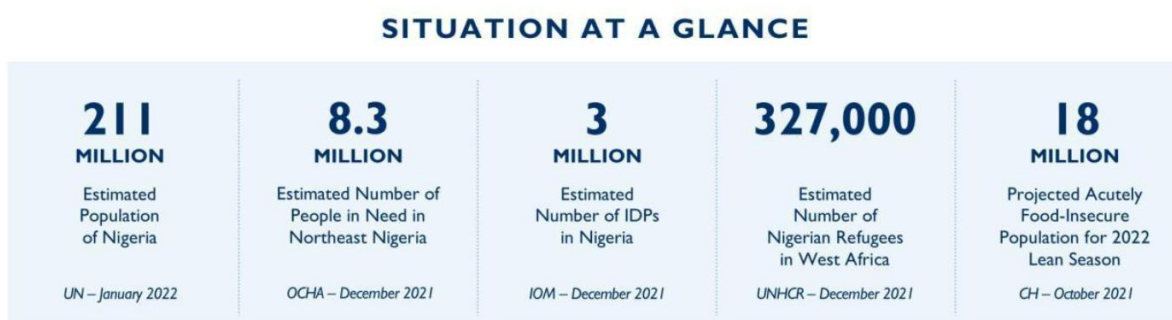 SITUATION AT A GLANCE
211
MILLION
Estimated
Population
of Nigeria
UN – January 2022
8.3
MILLION
Estimated Number of
People in Need in
Northeast Nigeria
OCHA – December 2021
3
MILLION
Estimated
Number of IDPs
in Nigeria
IOM – December 2021
327,000
Estimated
Number of
Nigerian Refugees
in West Africa
UNHCR – December 2021
18
MILLION
Projected Acutely
Food-Insecure
Population for 2022
Lean Season
CH – October 2021